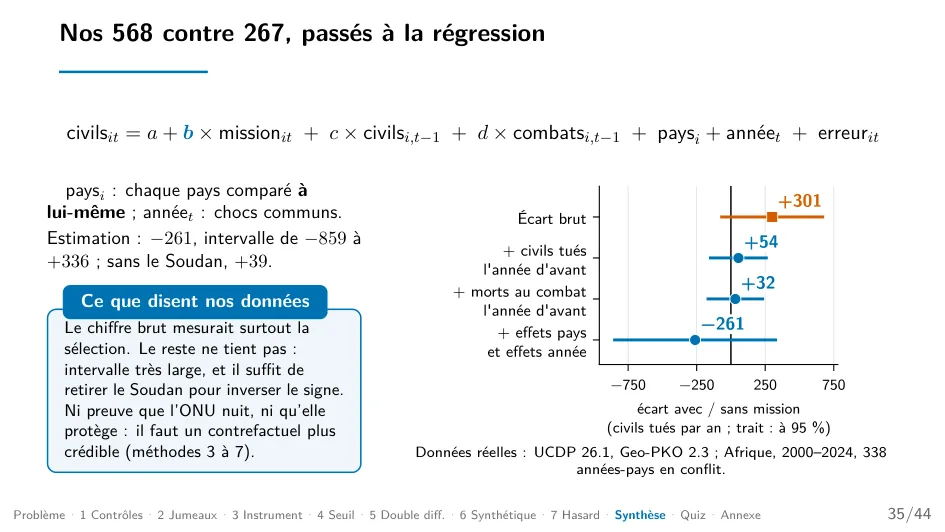 Nos 568 contre 267, passés à la régression
civils_it = a + b × mission_it + c × civils_i,t−1 + d × combats_i,t−1 + pays_i + année_t + erreur_it
pays_i : chaque pays comparé à
lui-même ; année_t : chocs communs.
Estimation : −261, intervalle de −859 à
+336 ; sans le Soudan, +39.
Ce que disent nos données
Le chiffre brut mesurait surtout la
sélection. Le reste ne tient pas :
intervalle très large, et il suffit de
retirer le Soudan pour inverser le signe.
Ni preuve que l'ONU nuit, ni qu'elle
protège : il faut un contrefactuel plus
crédible (méthodes 3 à 7).
+301
Écart brut
+54
+ civils tués
l'année d'avant
+32
+ morts au combat
l'année d'avant
−261
+ effets pays
et effets année
−750 −250 250 750
écart avec / sans mission
(civils tués par an ; trait : à 95 %)
Données réelles : UCDP 26.1, Geo-PKO 2.3 ; Afrique, 2000–2024, 338
années-pays en conflit.
Problème · 1 Contrôles · 2 Jumeaux · 3 Instrument · 4 Seuil · 5 Double diff. · 6 Synthétique · 7 Hasard · Synthèse · Quiz · Annexe
35/44